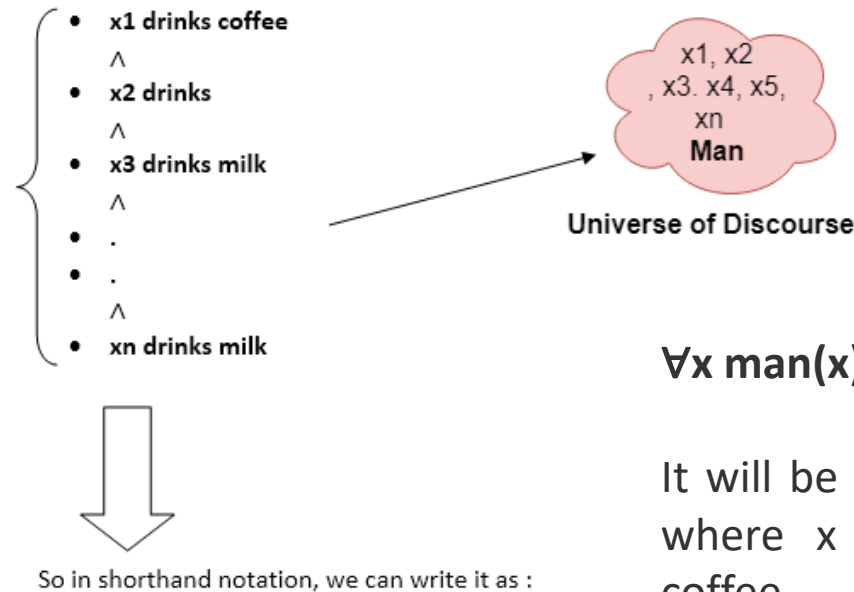 x1 drinks coffee
∧
x2 drinks
∧
x3 drinks milk
∧
.
.
∧
xn drinks milk
So in shorthand notation, we can write it as :
x1, x2
, x3. x4, x5,
xn
Man
Universe of Discourse
∀x man(x)
It will be
where x
coffee